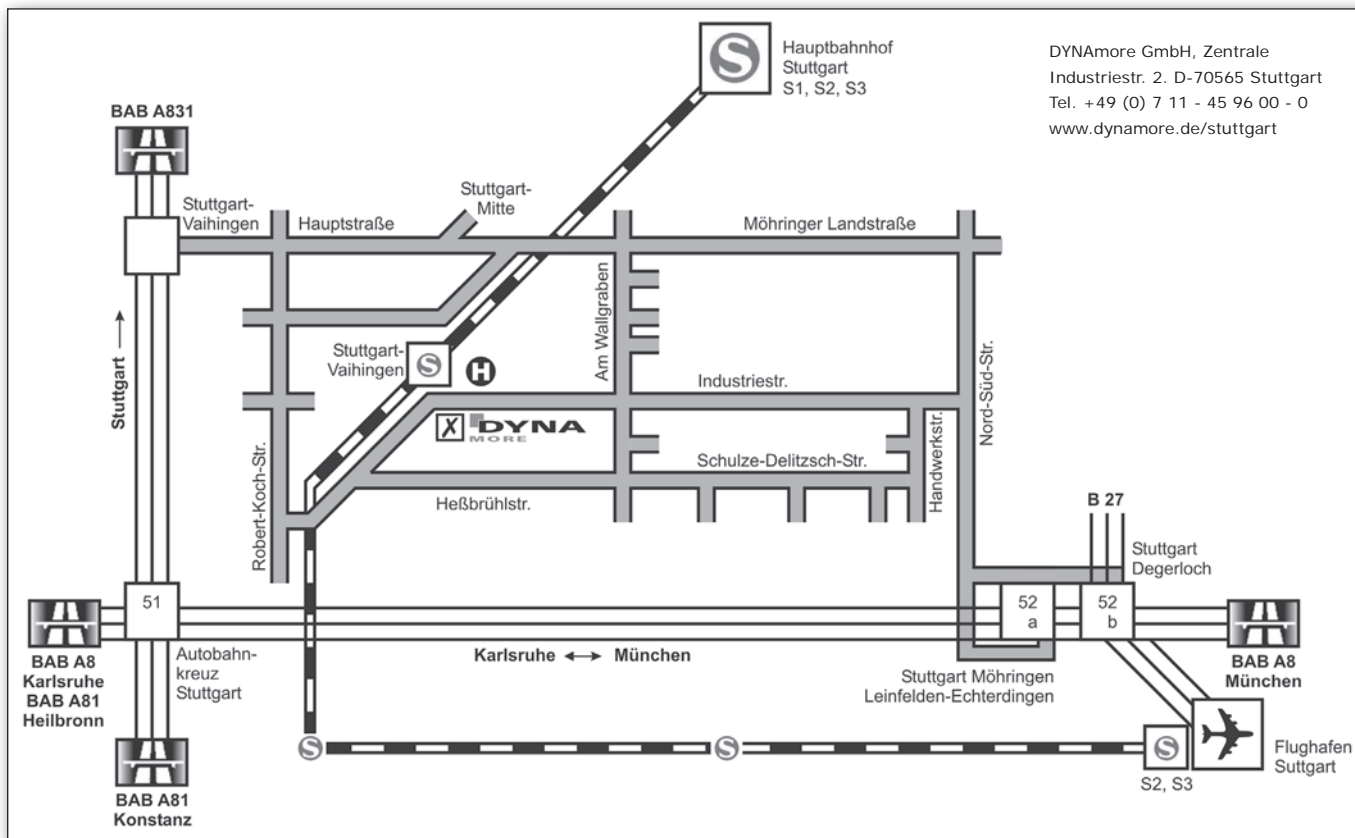 DYNAmore GmbH, Zentrale
Industriestr. 2. D-70565 Stuttgart
Tel. +49 (0) 7 11 - 45 96 00 - 0
www.dynamore.de/stuttgart
S
Hauptbahnhof
Stuttgart
S1, S2, S3
BAB A831
Stuttgart-
Vaihingen
Hauptstraße
Stuttgart-
Mitte
Möhringer Landstraße
Stuttgart →
Am Wallgraben
Nord-Süd-Str.
Stuttgart-
Vaihingen
S
H
Industriestr.
X DYNA
MORE
Robert-Koch-Str.
Schulze-Delitzsch-Str.
Handwerkstr.
Heßbrühlstr.
B 27
Stuttgart
Degerloch
51
52
a
52
b
BAB A8
Karlsruhe
BAB A81
Heilbronn
Autobahn-
kreuz
Stuttgart
Karlsruhe ↔ München
Stuttgart Möhringen
Leinfelden-Echterdingen
BAB A8
München
BAB A81
Konstanz
S
S
S
S2, S3
Flughafen
Suttgart